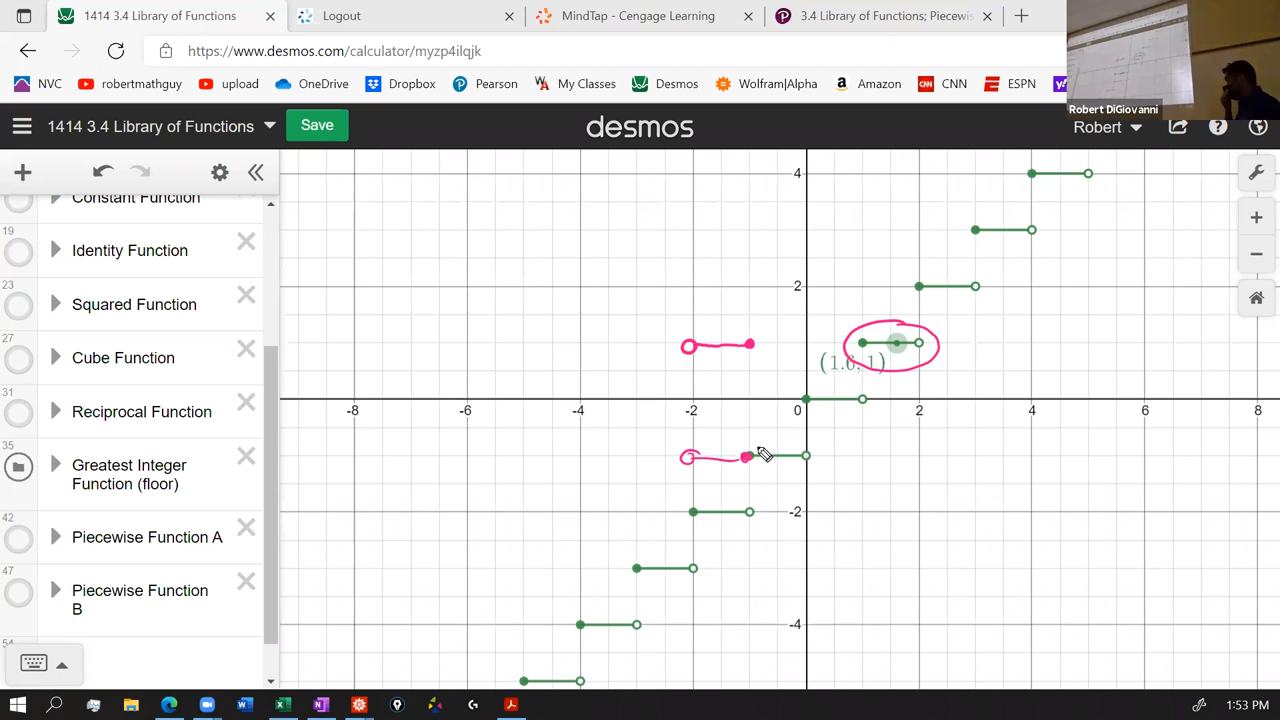 1414 3.4 Library of Functions
Logout
MindTap - Cengage Learning
3.4 Library of Functions; Piecewis
https://www.desmos.com/calculator/myzp4ilqjk
NVC
robertmathguy
upload
OneDrive
Dropbox
Pearson
My Classes
Desmos
Wolfram|Alpha
Amazon
CNN
ESPN
Robert DiGiovanni
1414 3.4 Library of Functions
Save
desmos
Robert
Constant Function
19
Identity Function
23
Squared Function
27
Cube Function
31
Reciprocal Function
35
Greatest Integer
Function (floor)
42
Piecewise Function A
47
Piecewise Function
B
54
4
2
(1.6, 1)
-8 -6 -4 -2 0 2 4 6 8
-2
-4
1:53 PM